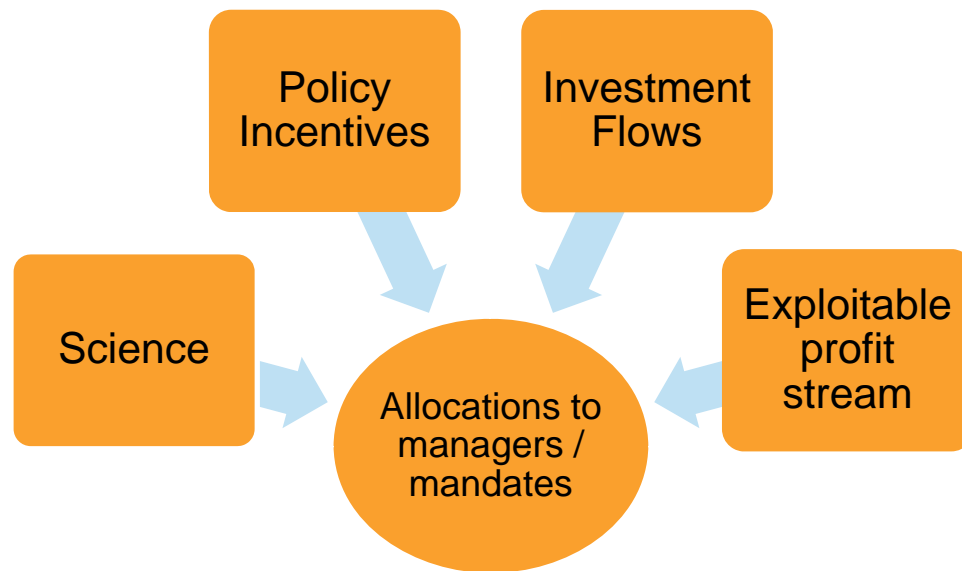 Policy
Incentives
Investment
Flows
Science
Exploitable
profit
stream
Allocations to
managers /
mandates